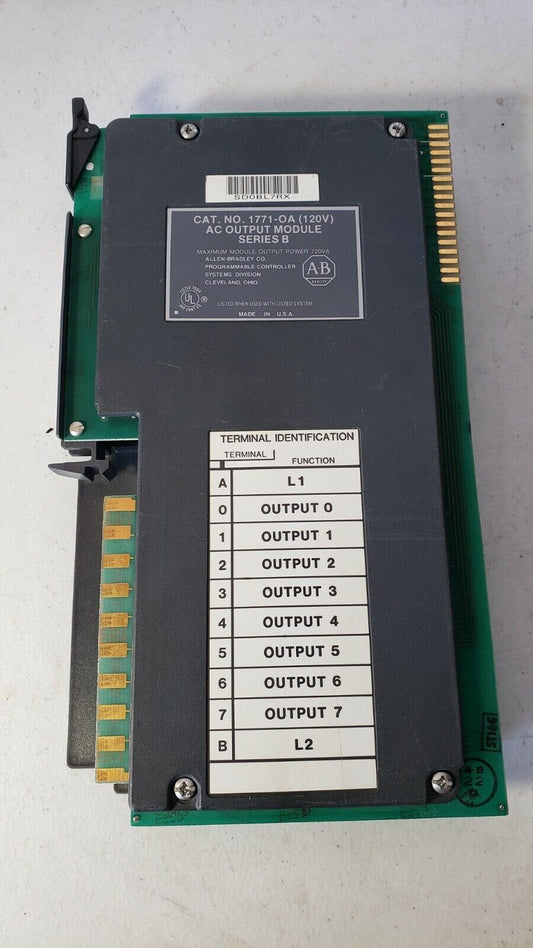 SD0BL7RX
CAT. NO. 1771-OA (120V)
AC OUTPUT MODULE
SERIES B
MAXIMUM MODULE OUTPUT POWER 720VA
ALLEN-BRADLEY CO.
PROGRAMMABLE CONTROLLER
SYSTEMS DIVISION
CLEVELAND, OHIO
AB
QUALITY
UL
LISTED WHEN USED WITH LISTED SYSTEM
MADE IN U.S.A.
TERMINAL IDENTIFICATION
TERMINAL FUNCTION
A L1
0 OUTPUT 0
1 OUTPUT 1
2 OUTPUT 2
3 OUTPUT 3
4 OUTPUT 4
5 OUTPUT 5
6 OUTPUT 6
7 OUTPUT 7
B L2
ST16E